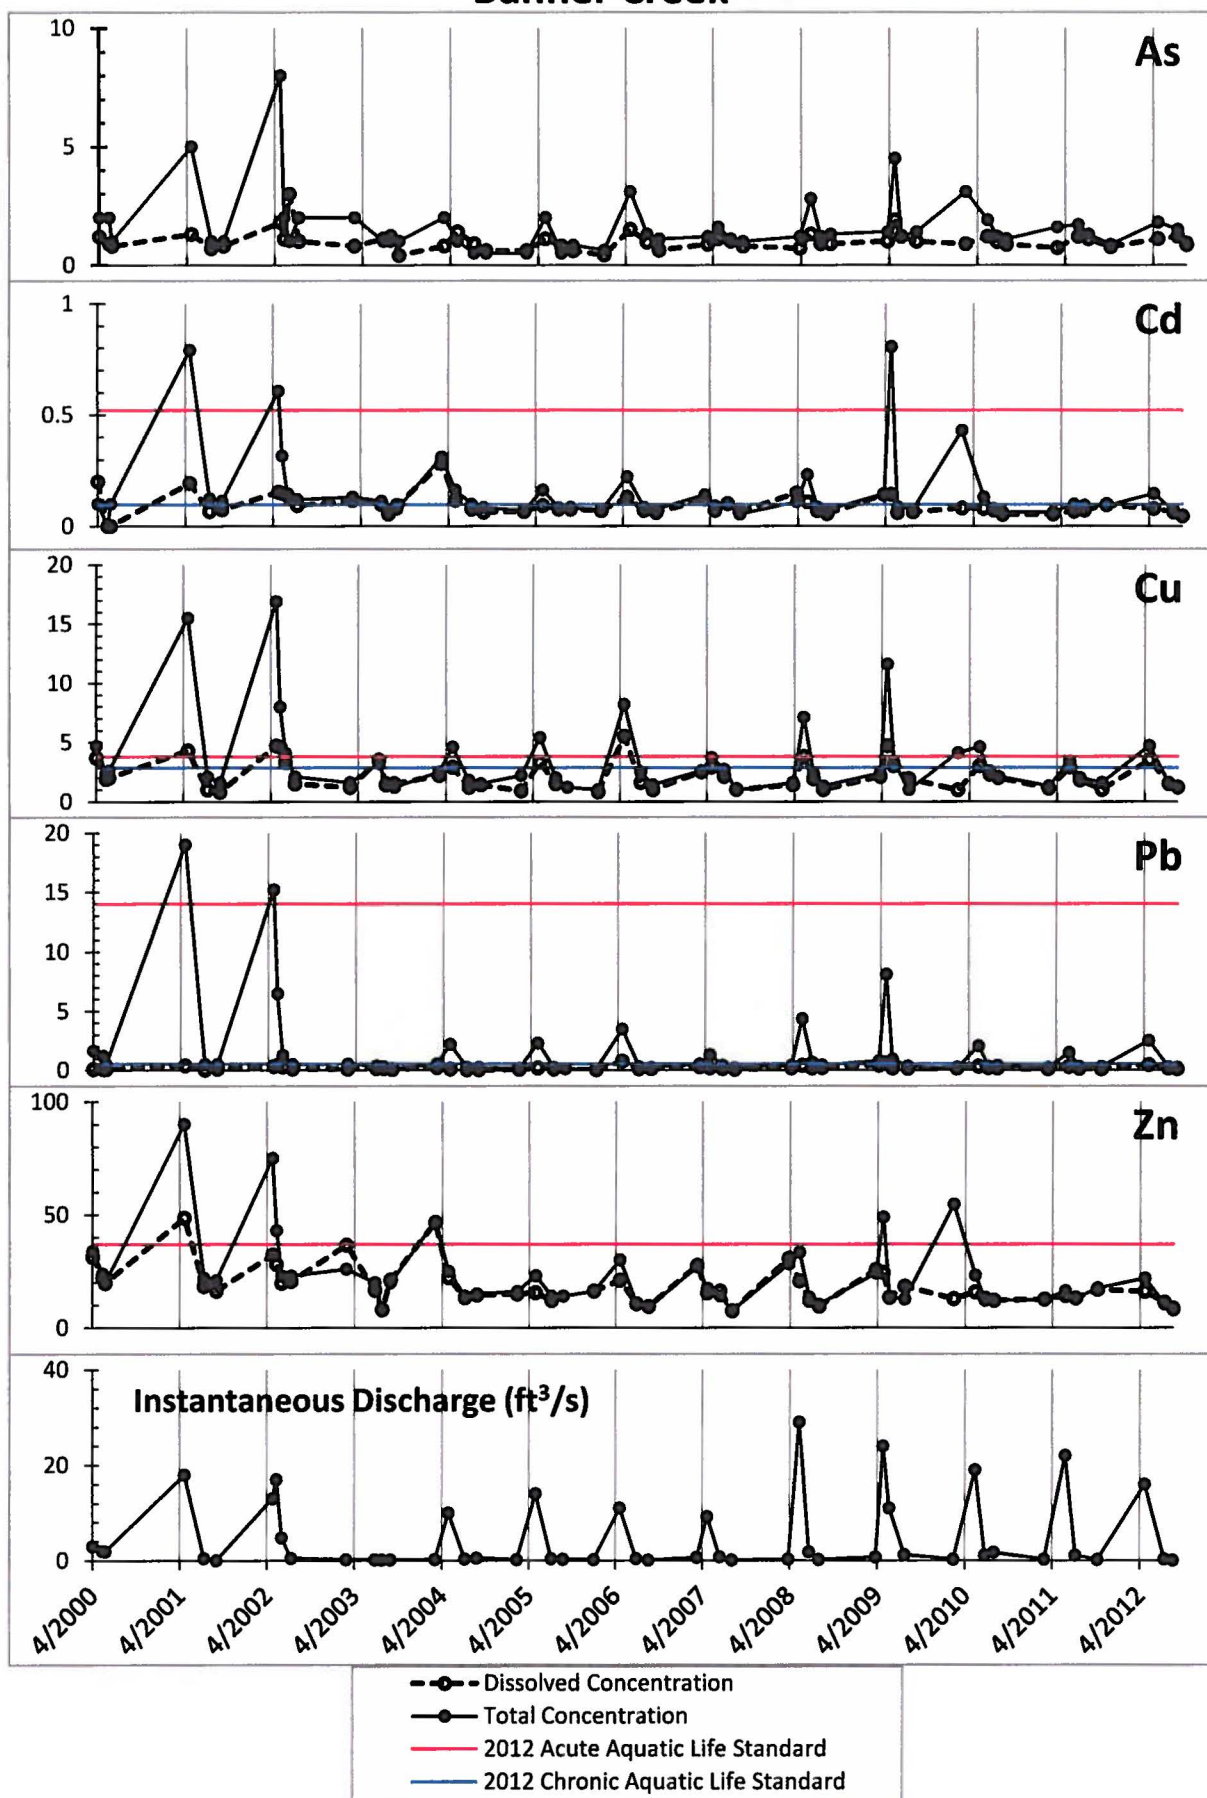 Banner Creek
As
10
5
0
Cd
1
0.5
0
Cu
20
15
10
5
0
Pb
20
15
10
5
0
Zn
100
50
0
Instantaneous Discharge (ft³/s)
40
20
0
4/2000 4/2001 4/2002 4/2003 4/2004 4/2005 4/2006 4/2007 4/2008 4/2009 4/2010 4/2011 4/2012
Dissolved Concentration
Total Concentration
2012 Acute Aquatic Life Standard
2012 Chronic Aquatic Life Standard